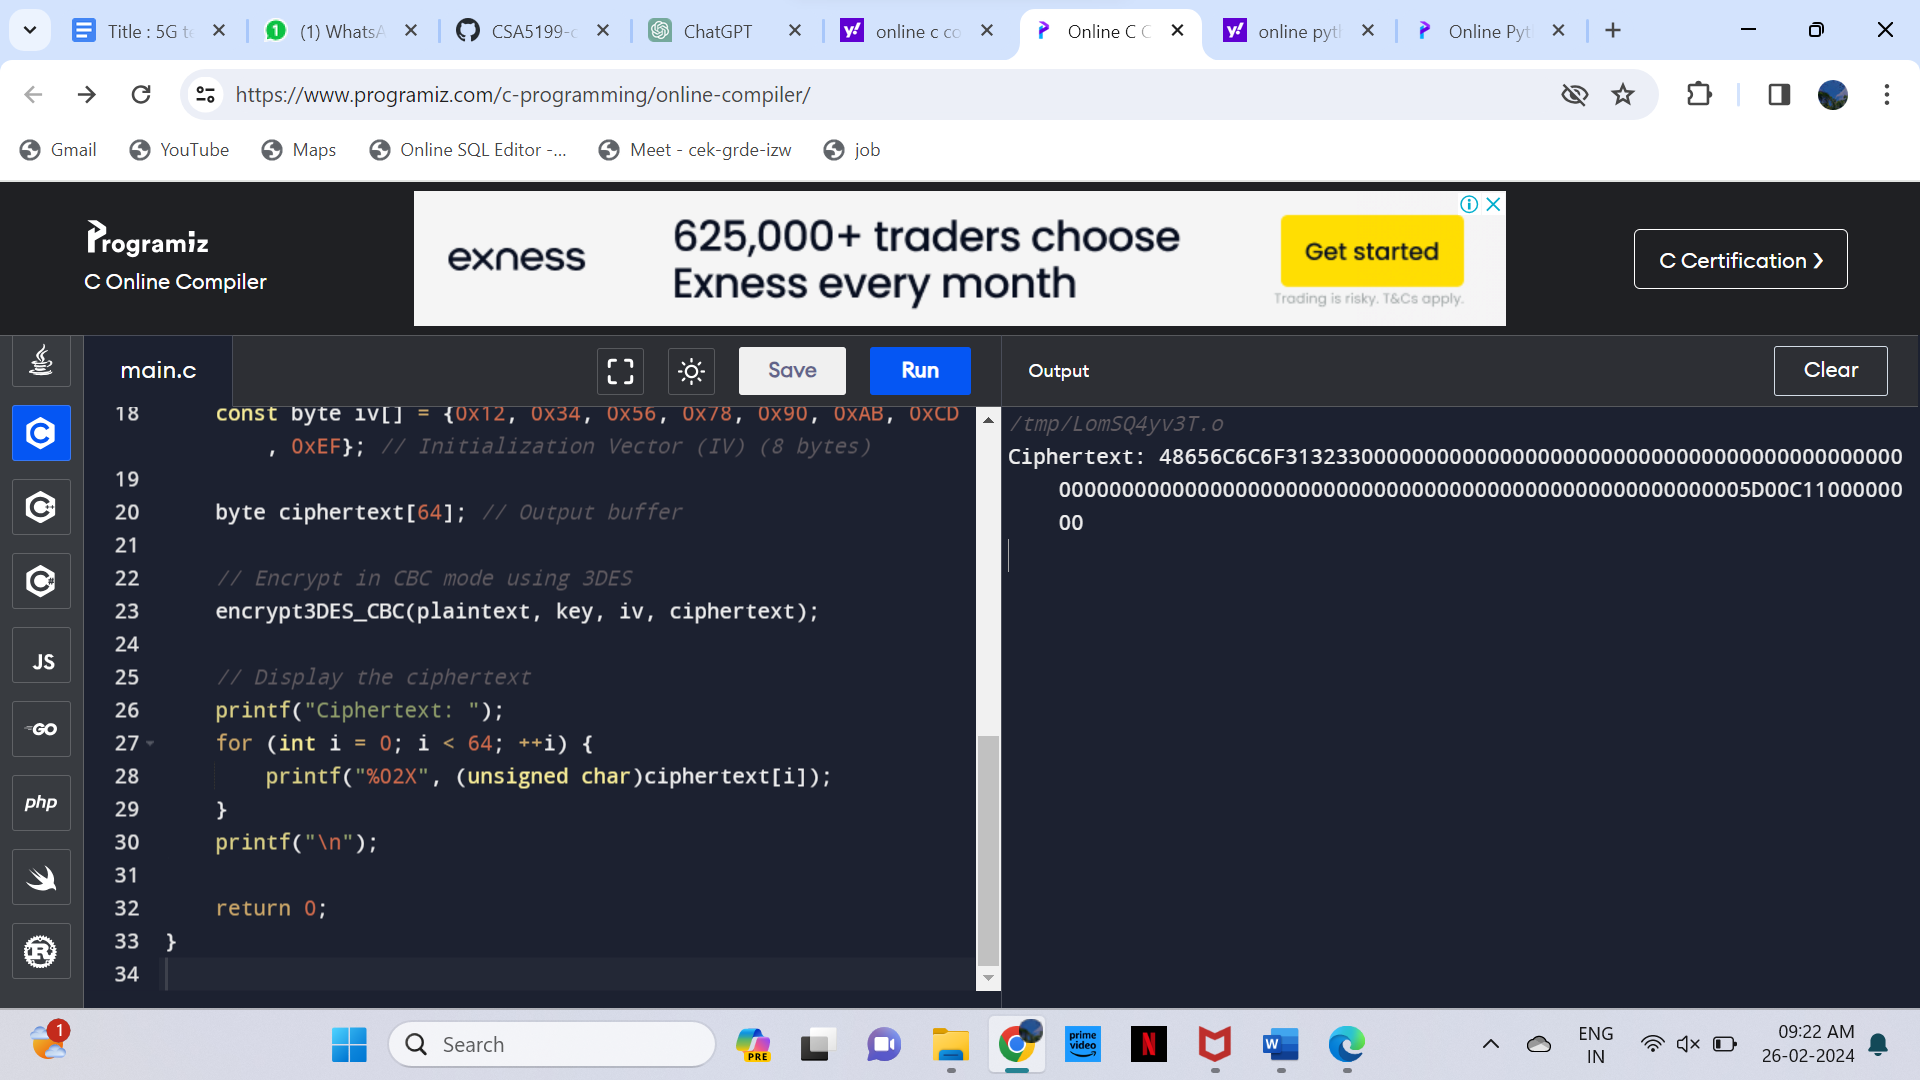 Title : 5G t
(1) WhatsA
CSA5199-c
ChatGPT
online c co
Online C C
online pyt
Online Pyt
https://www.programiz.com/c-programming/online-compiler/
Gmail
YouTube
Maps
Online SQL Editor -...
Meet - cek-grde-izw
job
Programiz
C Online Compiler
exness
625,000+ traders choose
Exness every month
Get started
Trading is risky. T&Cs apply.
C Certification ❯
main.c
Save
Run
Output
Clear
18 const byte iv[] = {0x12, 0x34, 0x56, 0x78, 0x90, 0xAB, 0xCD
, 0xEF}; // Initialization Vector (IV) (8 bytes)
19
20 byte ciphertext[64]; // Output buffer
21
22 // Encrypt in CBC mode using 3DES
23 encrypt3DES_CBC(plaintext, key, iv, ciphertext);
24
25 // Display the ciphertext
26 printf("Ciphertext: ");
27 for (int i = 0; i < 64; ++i) {
28 printf("%02X", (unsigned char)ciphertext[i]);
29 }
30 printf("\n");
31
32 return 0;
33 }
34
/tmp/LomSQ4yv3T.o
Ciphertext: 48656C6C6F313233000000000000000000000000000000000000000000
000000000000000000000000000000000000000000000000000000005D00C11000000
00
JS
GO
php
1
Search
PRE
prime video
N
W
ENG
IN
09:22 AM
26-02-2024